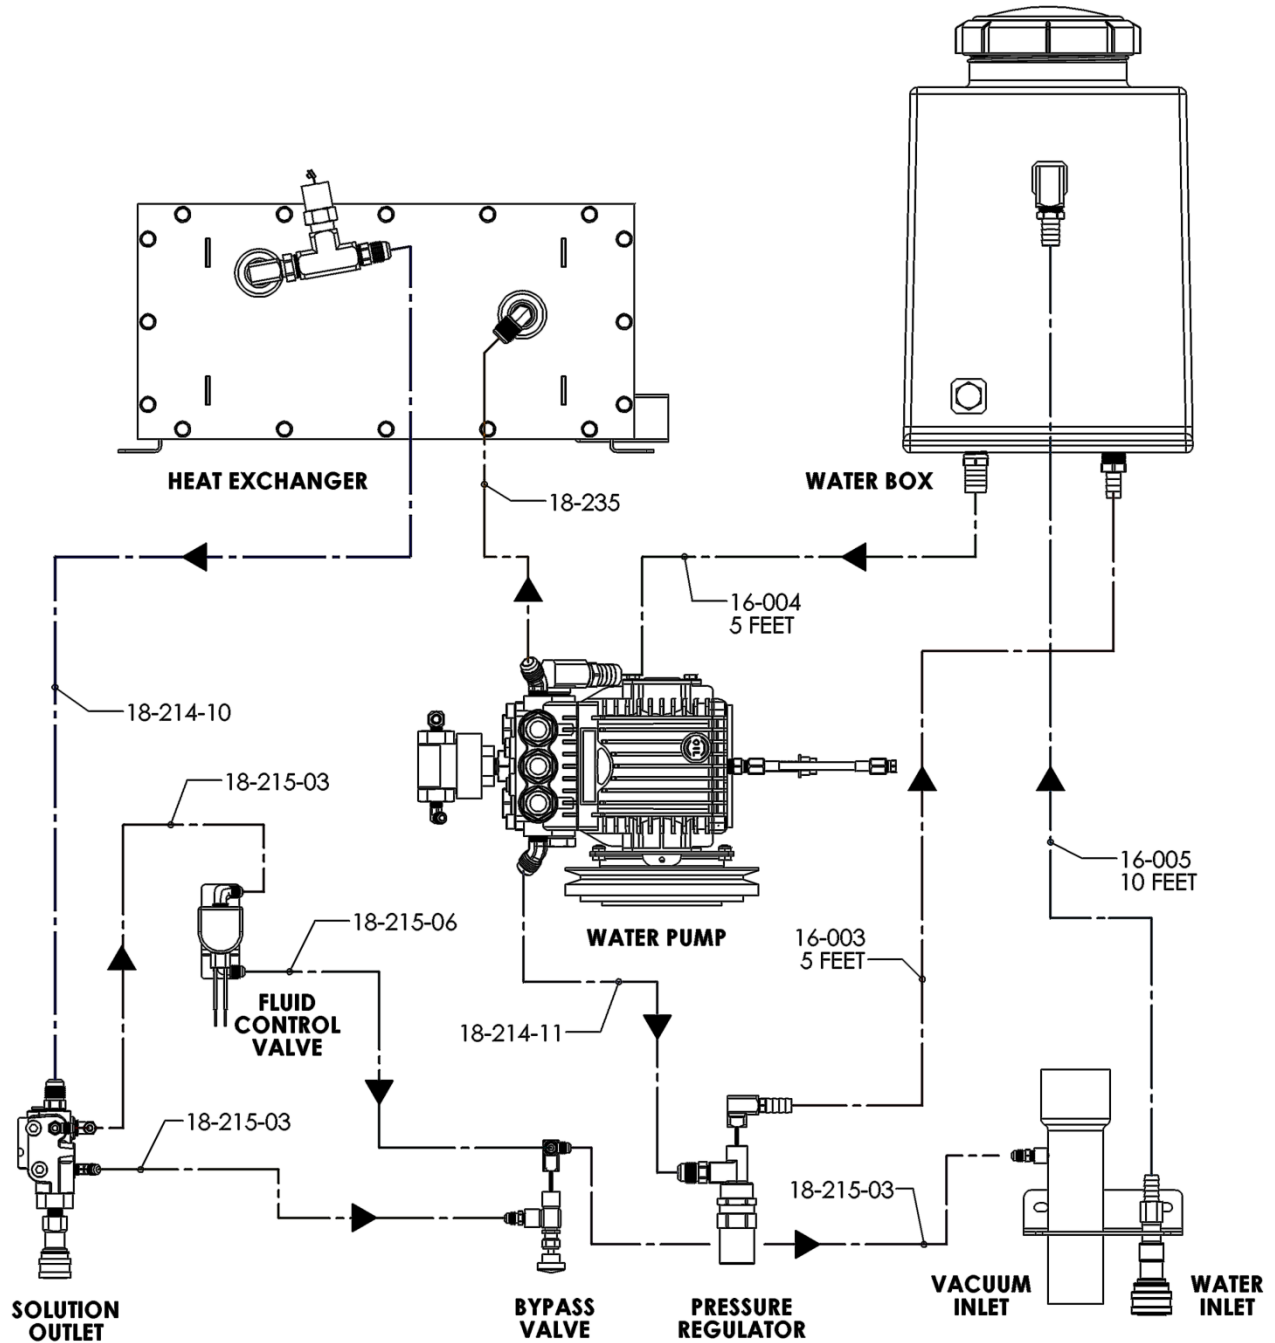 HEAT EXCHANGER
WATER BOX
18-235
16-004
5 FEET
18-214-10
OIL
18-215-03
16-005
10 FEET
18-215-06
WATER PUMP
16-003
5 FEET
FLUID
CONTROL
VALVE
18-214-11
18-215-03
18-215-03
SOLUTION
OUTLET
BYPASS
VALVE
PRESSURE
REGULATOR
VACUUM
INLET
WATER
INLET